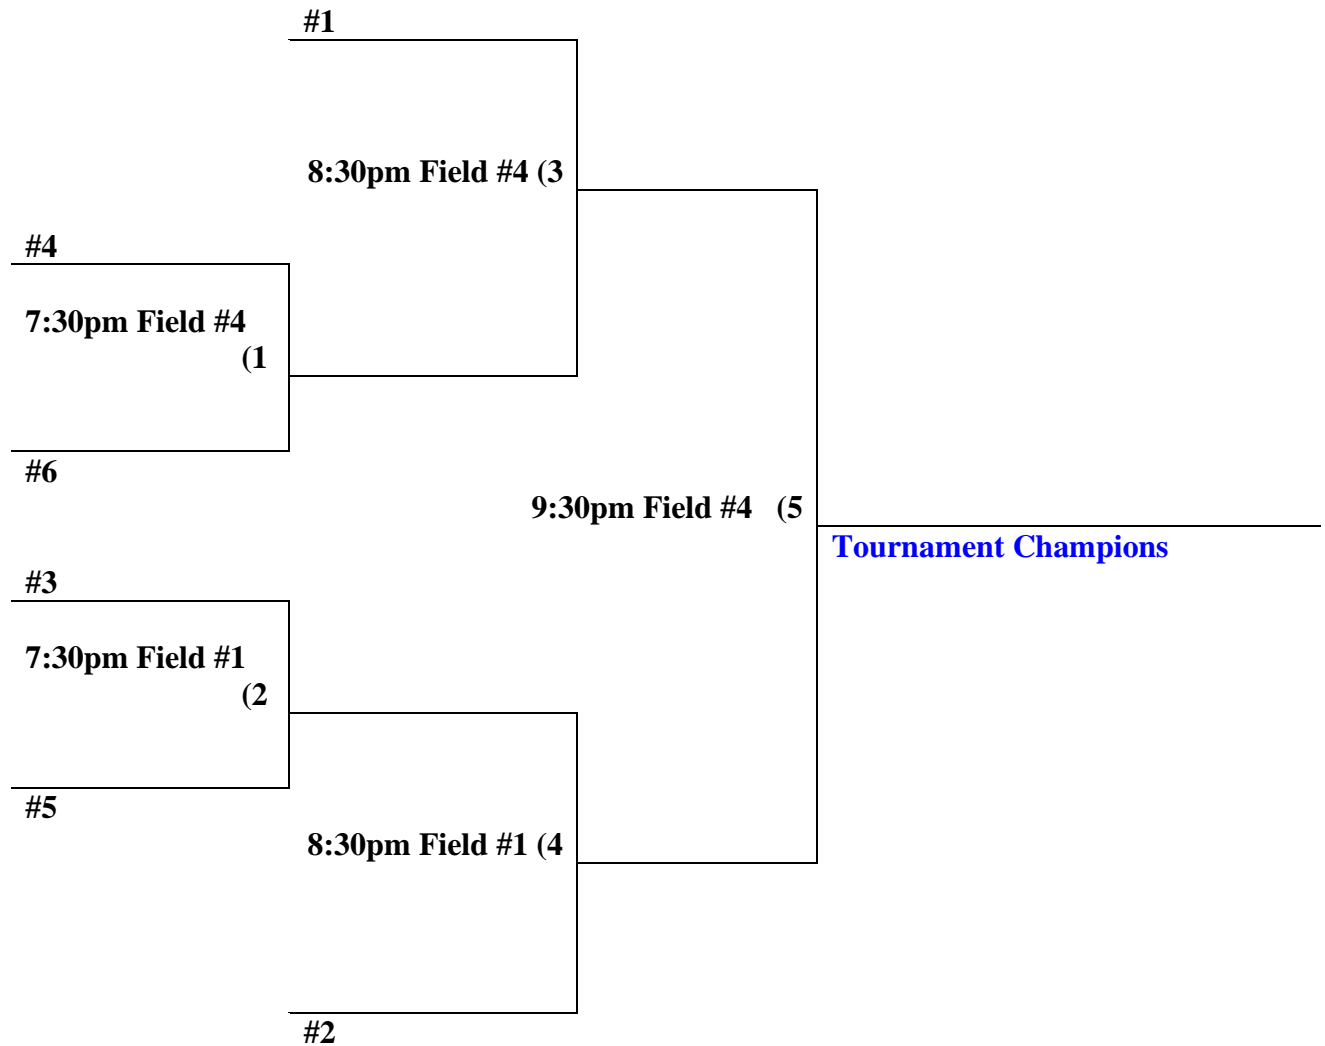 #1
8:30pm Field #4 (3
#4
7:30pm Field #4
(1
#6
9:30pm Field #4 (5
Tournament Champions
#3
7:30pm Field #1
(2
#5
8:30pm Field #1 (4
#2